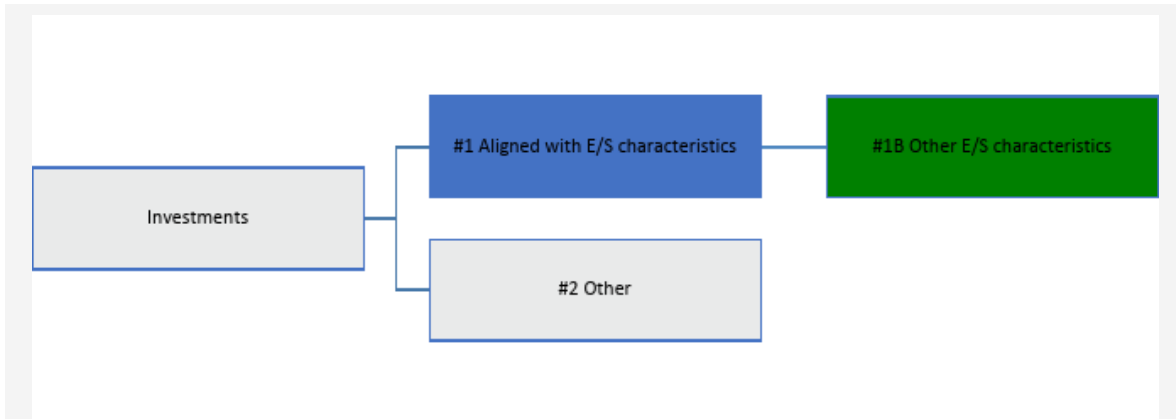 #1 Aligned with E/S characteristics
#1B Other E/S characteristics
Investments
#2 Other